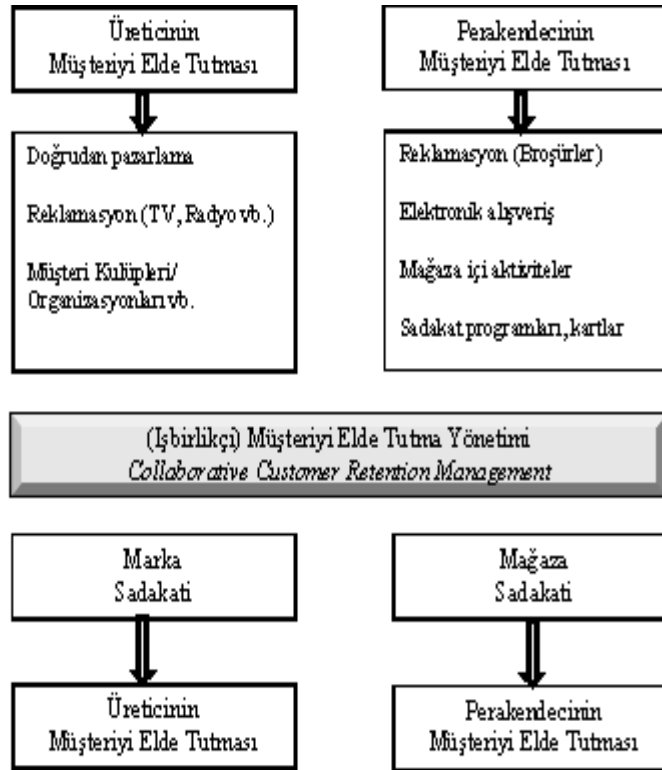 Üreticinin
Müşteriyi Elde Tutması
Perakendecinin
Müşteriyi Elde Tutması
Doğrudan pazarlama
Reklamasyon (TV, Radyo vb.)
Müşteri Kulüpleri/
Organizasyonları vb.
Reklamasyon (Broşürler)
Elektronik alışveriş
Mağaza içi aktiviteler
Sadakat programları, kartlar
(İşbirlikçi) Müşteriyi Elde Tutma Yönetimi
Collaborative Customer Retention Management
Marka
Sadakati
Mağaza
Sadakati
Üreticinin
Müşteriyi Elde Tutması
Perakendecinin
Müşteriyi Elde Tutması